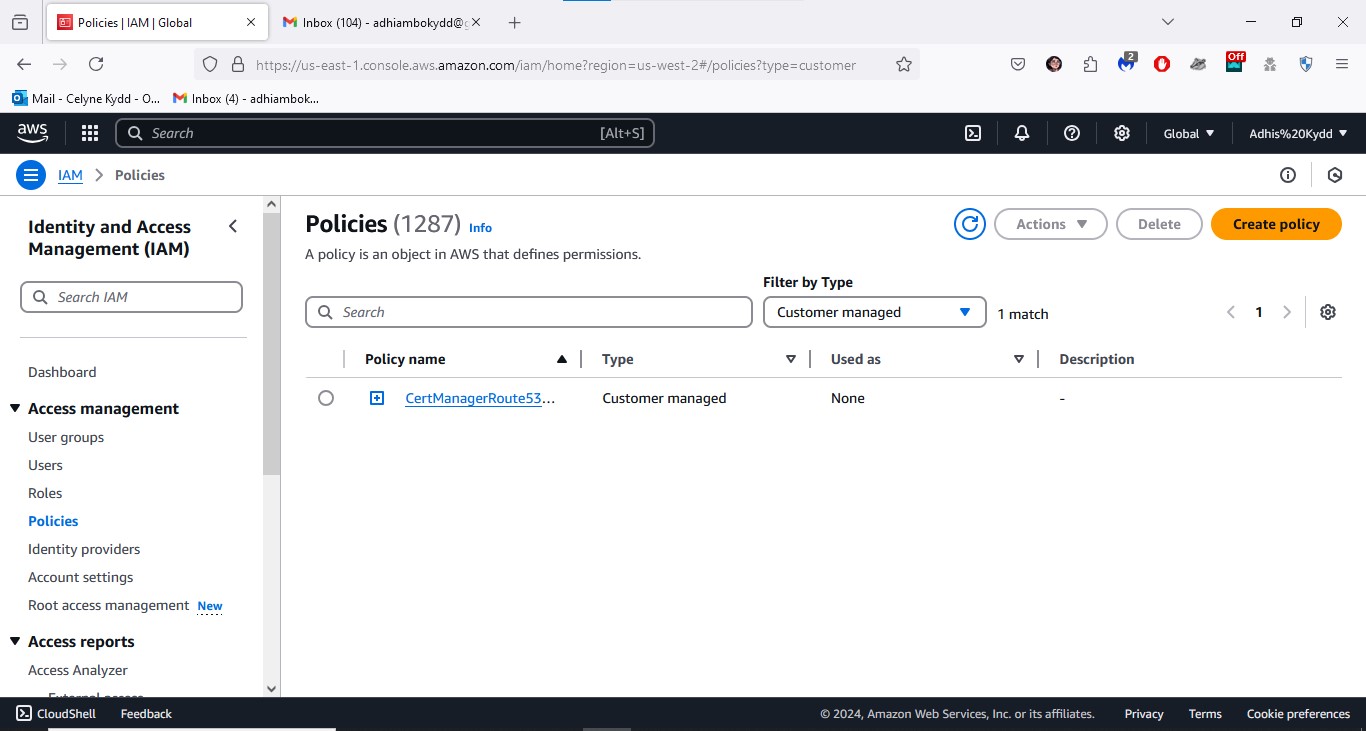 Policies | IAM | Global
Inbox (104) - adhiambokydd@g
https://us-east-1.console.aws.amazon.com/iam/home?region=us-west-2#/policies?type=customer
2
Off
Mail - Celyne Kydd - O...
Inbox (4) - adhiambok...
aws
Search
[Alt+S]
Global
Adhis%20Kydd
IAM
Policies
Identity and Access
Management (IAM)
Search IAM
Dashboard
Access management
User groups
Users
Roles
Policies
Identity providers
Account settings
Root access management New
Access reports
Access Analyzer
External access
Policies (1287) Info
A policy is an object in AWS that defines permissions.
Actions
Delete
Create policy
Filter by Type
Search
Customer managed
1 match
1
Policy name
Type
Used as
Description
CertManagerRoute53...
Customer managed
None
-
CloudShell
Feedback
© 2024, Amazon Web Services, Inc. or its affiliates.
Privacy
Terms
Cookie preferences